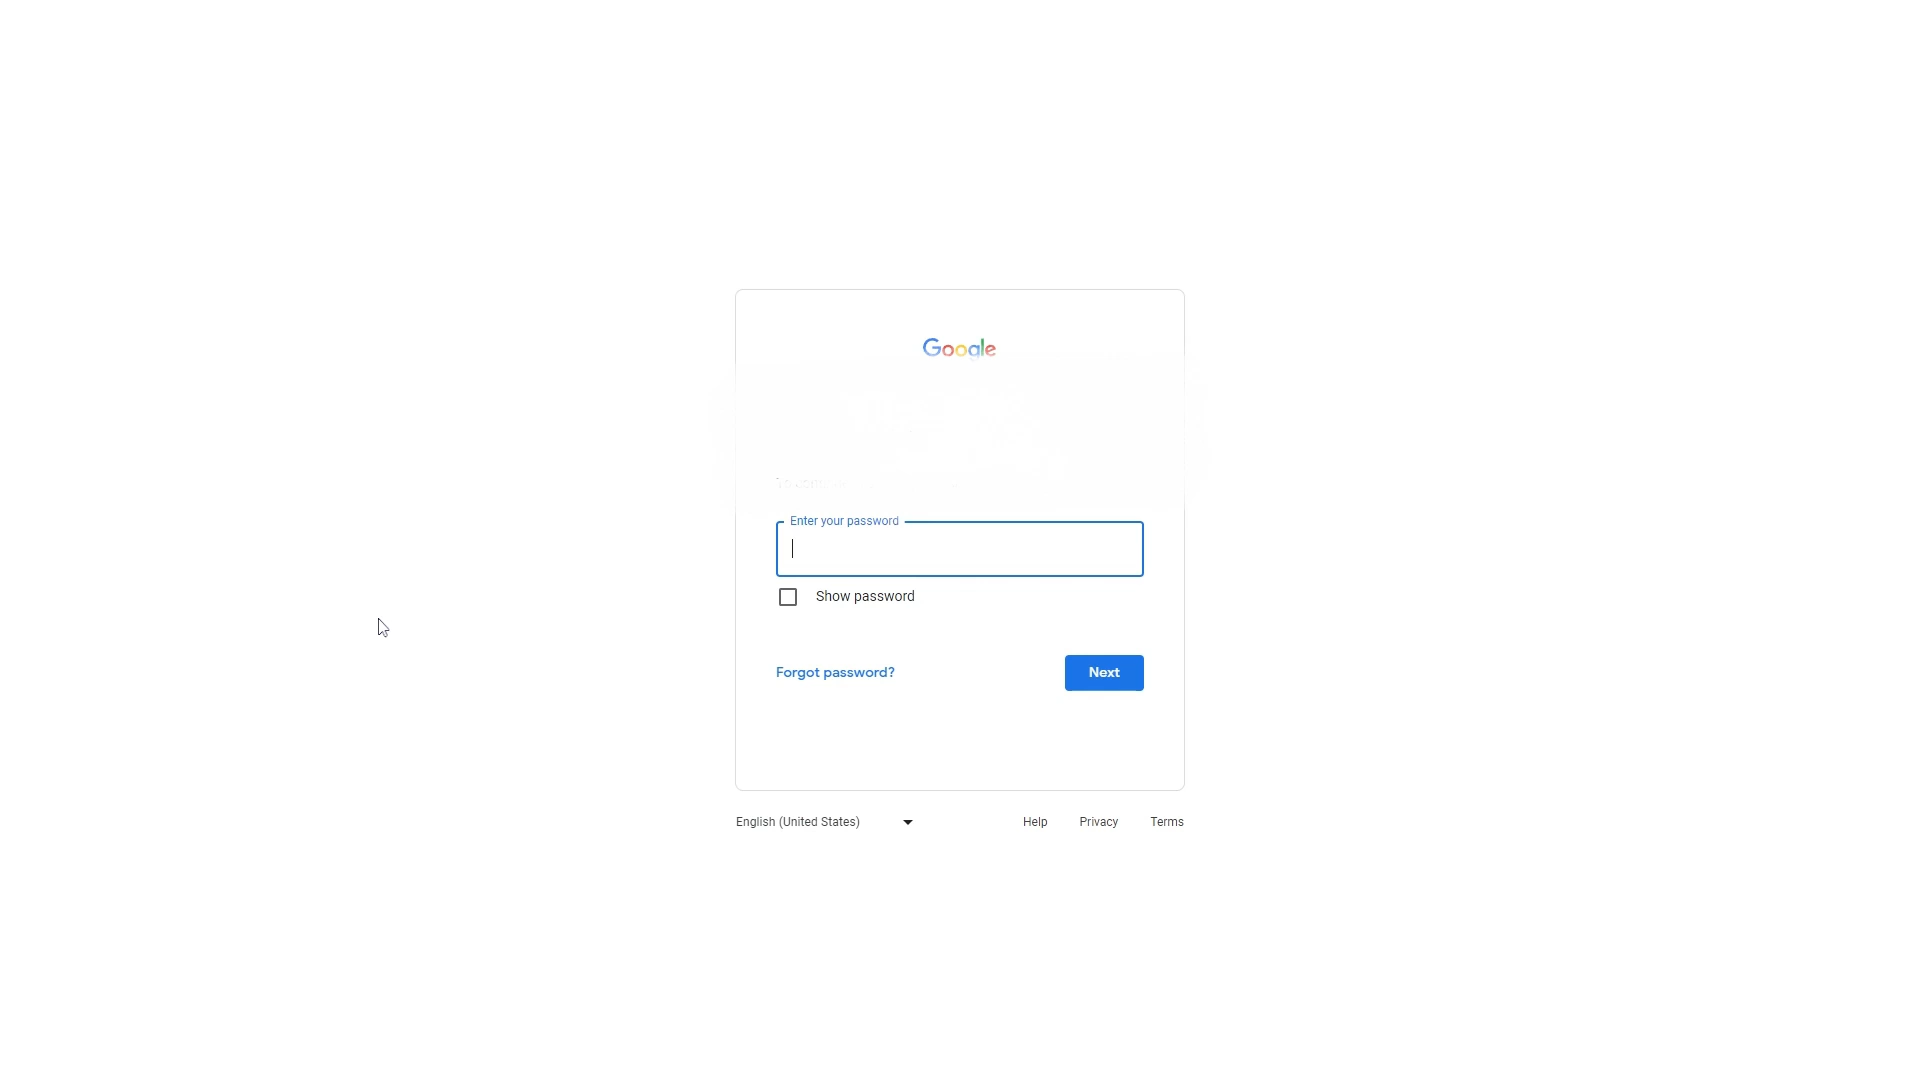 Google
Enter your password
Show password
Forgot password?
Next
English (United States)
Help
Privacy
Terms